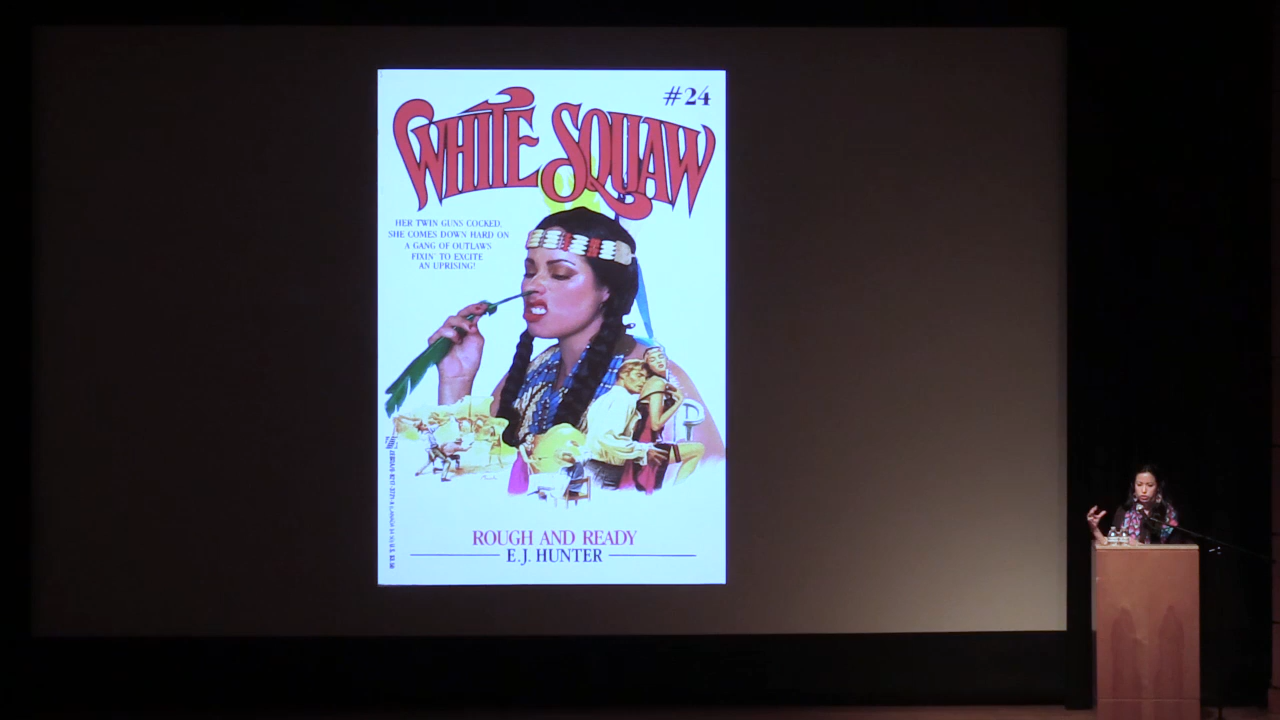 #24
WHITE SQUAW
HER TWIN GUNS COCKED,
SHE COMES DOWN HARD ON
A GANG OF OUTLAWS
FIXIN' TO EXCITE
AN UPRISING!
ROUGH AND READY
E.J. HUNTER